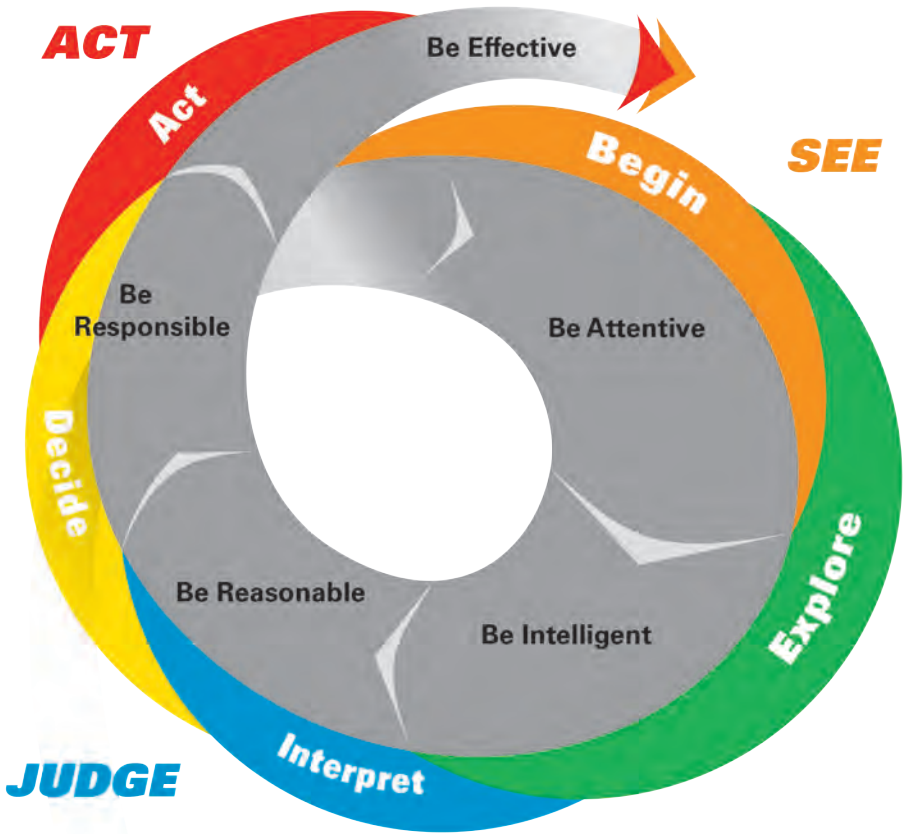 ACT
Be Effective
Act
SEE
Begin
Be
Responsible
Be Attentive
Decide
Explore
Be Reasonable
Be Intelligent
Interpret
JUDGE